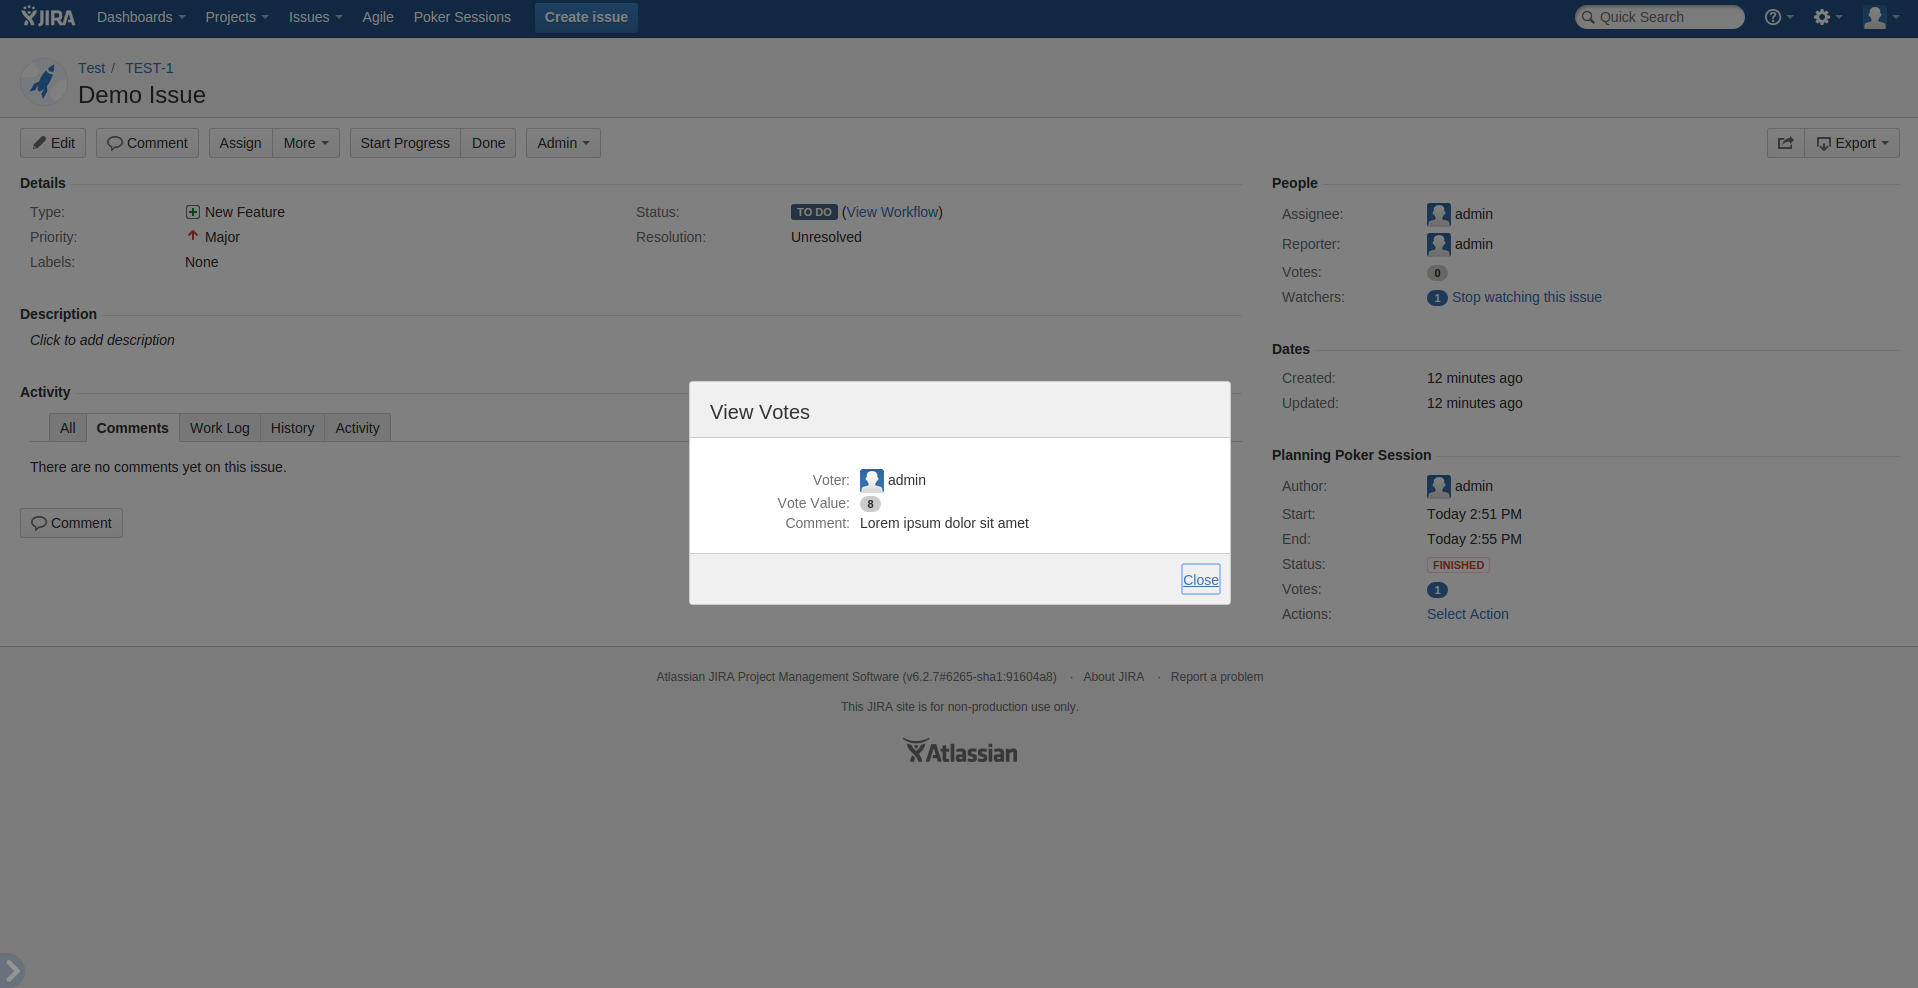 JIRA Dashboards Projects Issues Agile Poker Sessions Create issue Quick Search
Test / TEST-1
Demo Issue
Edit Comment Assign More Start Progress Done Admin Export
Details
Type: New Feature Status: TO DO (View Workflow)
Priority: Major Resolution: Unresolved
Labels: None
Description
Click to add description
Activity
All Comments Work Log History Activity
There are no comments yet on this issue.
Comment
People
Assignee: admin
Reporter: admin
Votes: 0
Watchers: 1 Stop watching this issue
Dates
Created: 12 minutes ago
Updated: 12 minutes ago
Planning Poker Session
Author: admin
Start: Today 2:51 PM
End: Today 2:55 PM
Status: FINISHED
Votes: 1
Actions: Select Action
View Votes
Voter: admin
Vote Value: 8
Comment: Lorem ipsum dolor sit amet
Close
Atlassian JIRA Project Management Software (v6.2.7#6265-sha1:91604a8) · About JIRA · Report a problem
This JIRA site is for non-production use only.
Atlassian